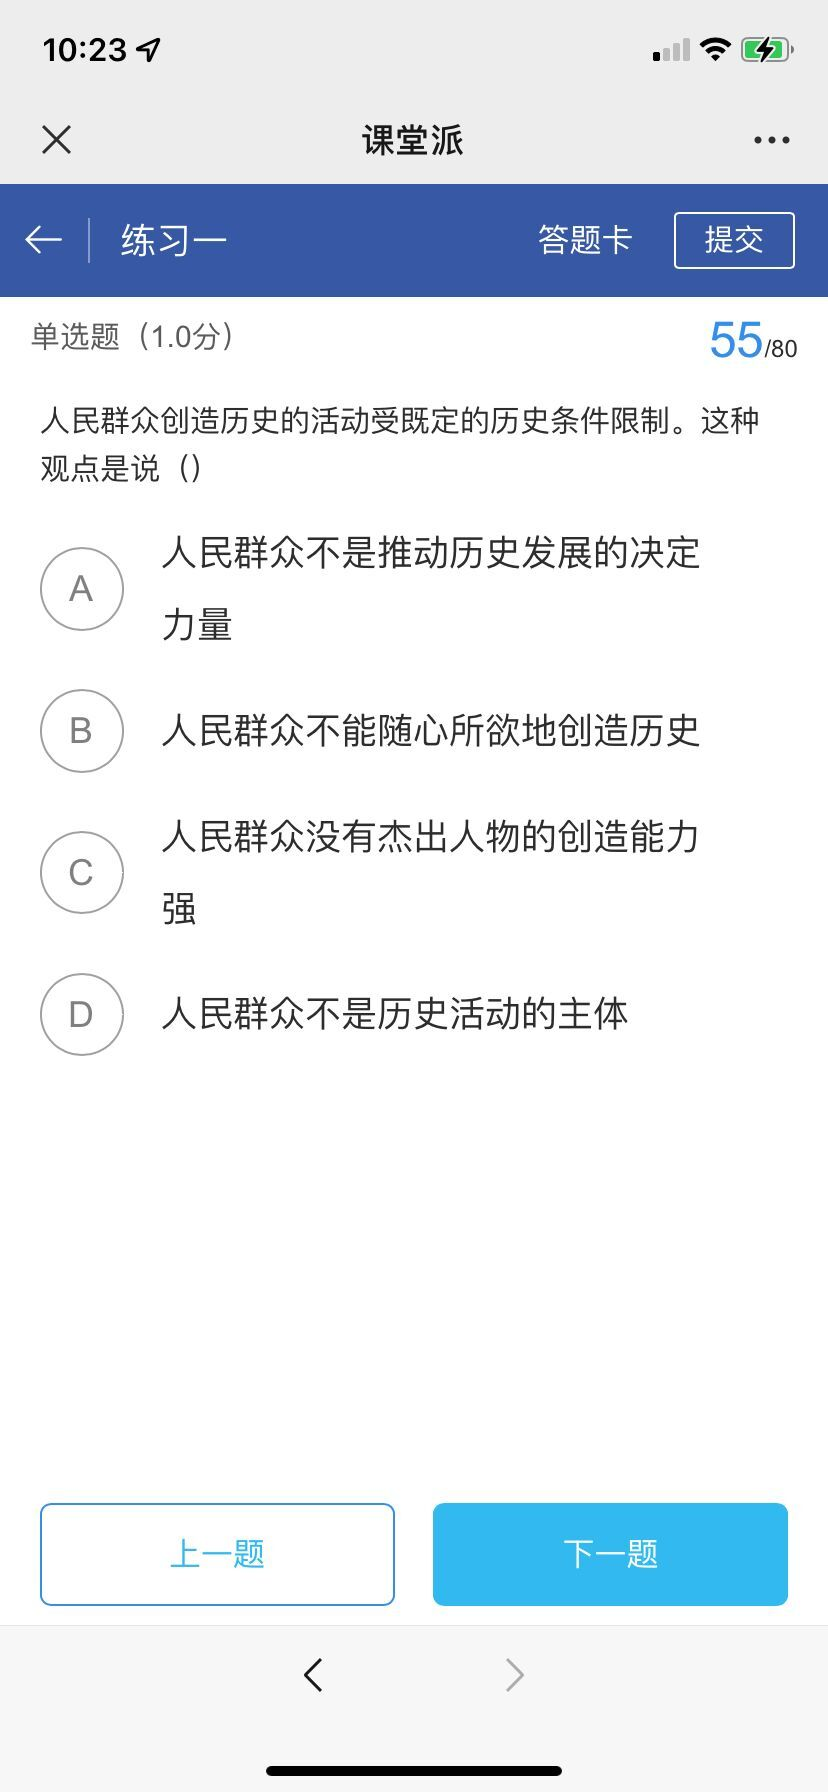 10:23
课堂派
练习一
答题卡
提交
单选题（1.0分）
55/80
人民群众创造历史的活动受既定的历史条件限制。这种
观点是说（）
A
人民群众不是推动历史发展的决定
力量
B
人民群众不能随心所欲地创造历史
C
人民群众没有杰出人物的创造能力
强
D
人民群众不是历史活动的主体
上一题
下一题